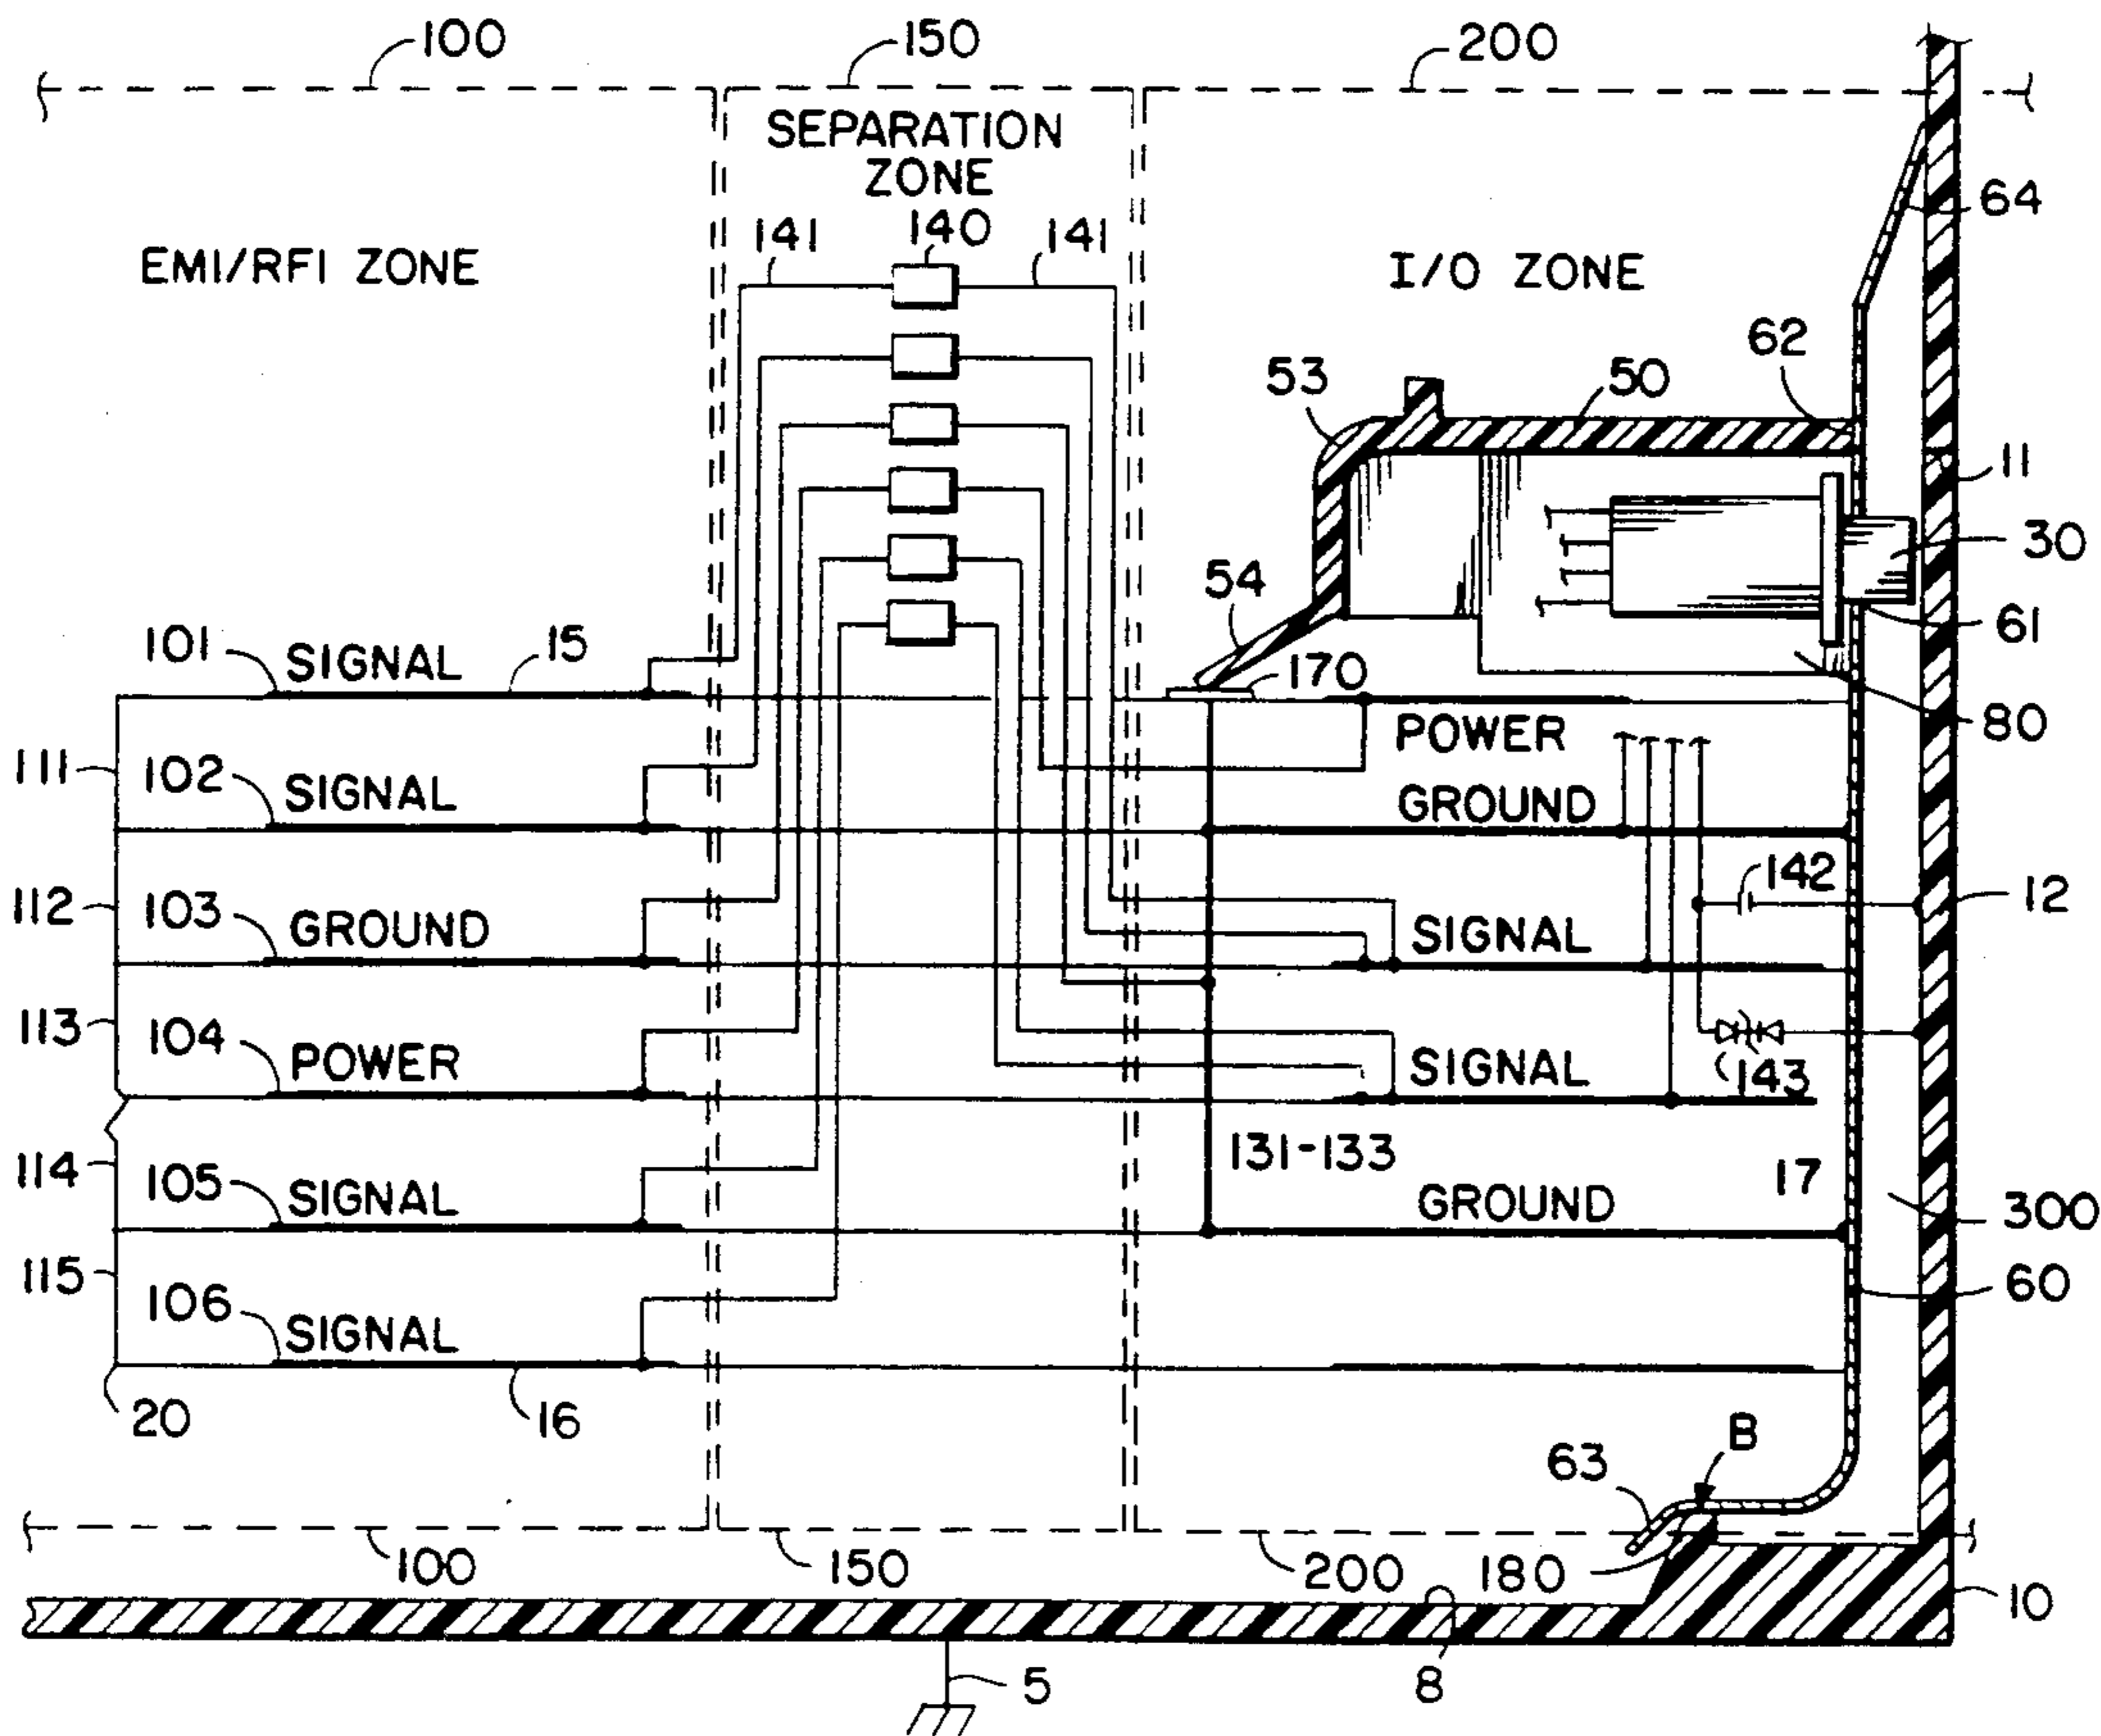 100 150 200
SEPARATION
ZONE
64
141 140 141
EMI/RFI ZONE
I/O ZONE
62
53 50
11
30
54
61
101 SIGNAL 15
170
80
POWER
111 102 SIGNAL
GROUND
142
112 103 GROUND
12
SIGNAL
113 104 POWER
SIGNAL 143
131-133
17
114 105 SIGNAL
GROUND
300
115 106 SIGNAL
60
20 16
B
63
100 150 200 180
10
5 8